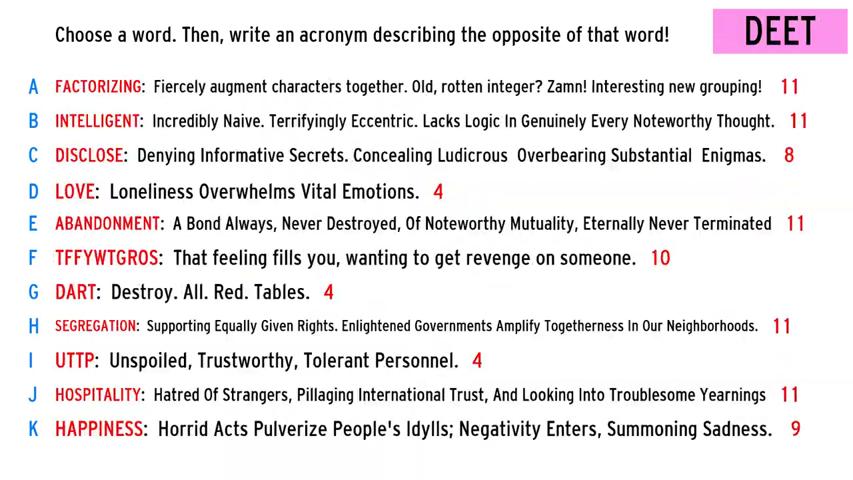 Choose a word. Then, write an acronym describing the opposite of that word!
DEET
A FACTORIZING: Fiercely augment characters together. Old, rotten integer? Zamn! Interesting new grouping! 11
B INTELLIGENT: Incredibly Naive. Terrifyingly Eccentric. Lacks Logic In Genuinely Every Noteworthy Thought. 11
C DISCLOSE: Denying Informative Secrets. Concealing Ludicrous Overbearing Substantial Enigmas. 8
D LOVE: Loneliness Overwhelms Vital Emotions. 4
E ABANDONMENT: A Bond Always, Never Destroyed, Of Noteworthy Mutuality, Eternally Never Terminated 11
F TFFYWTGROS: That feeling fills you, wanting to get revenge on someone. 10
G DART: Destroy. All. Red. Tables. 4
H SEGREGATION: Supporting Equally Given Rights. Enlightened Governments Amplify Togetherness In Our Neighborhoods. 11
I UTTP: Unspoiled, Trustworthy, Tolerant Personnel. 4
J HOSPITALITY: Hatred Of Strangers, Pillaging International Trust, And Looking Into Troublesome Yearnings 11
K HAPPINESS: Horrid Acts Pulverize People's Idylls; Negativity Enters, Summoning Sadness. 9